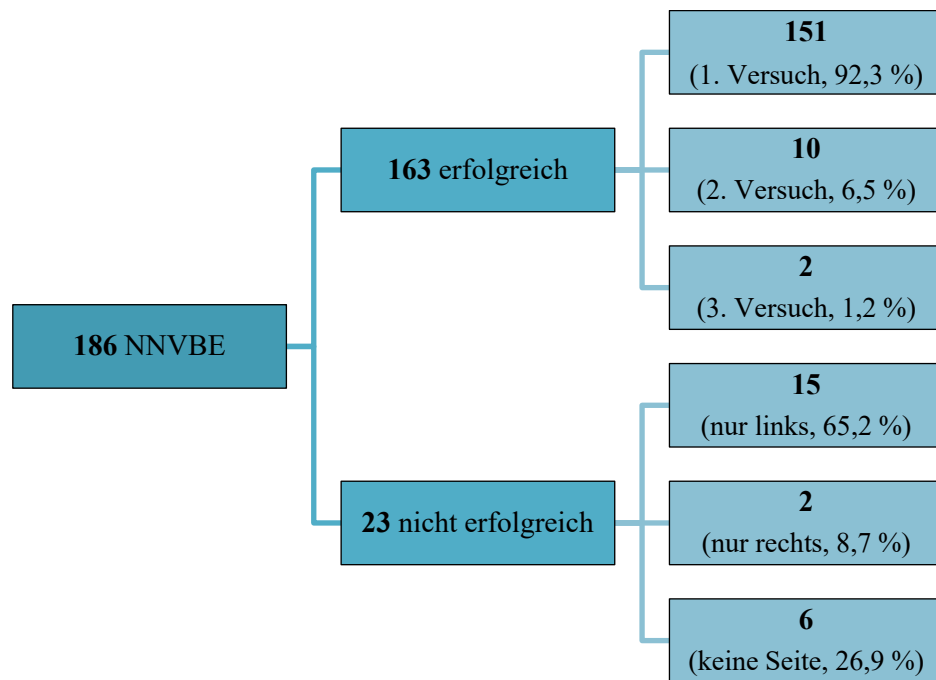 186 NNVBE
163 erfolgreich
151
(1. Versuch, 92,3 %)
10
(2. Versuch, 6,5 %)
2
(3. Versuch, 1,2 %)
23 nicht erfolgreich
15
(nur links, 65,2 %)
2
(nur rechts, 8,7 %)
6
(keine Seite, 26,9 %)